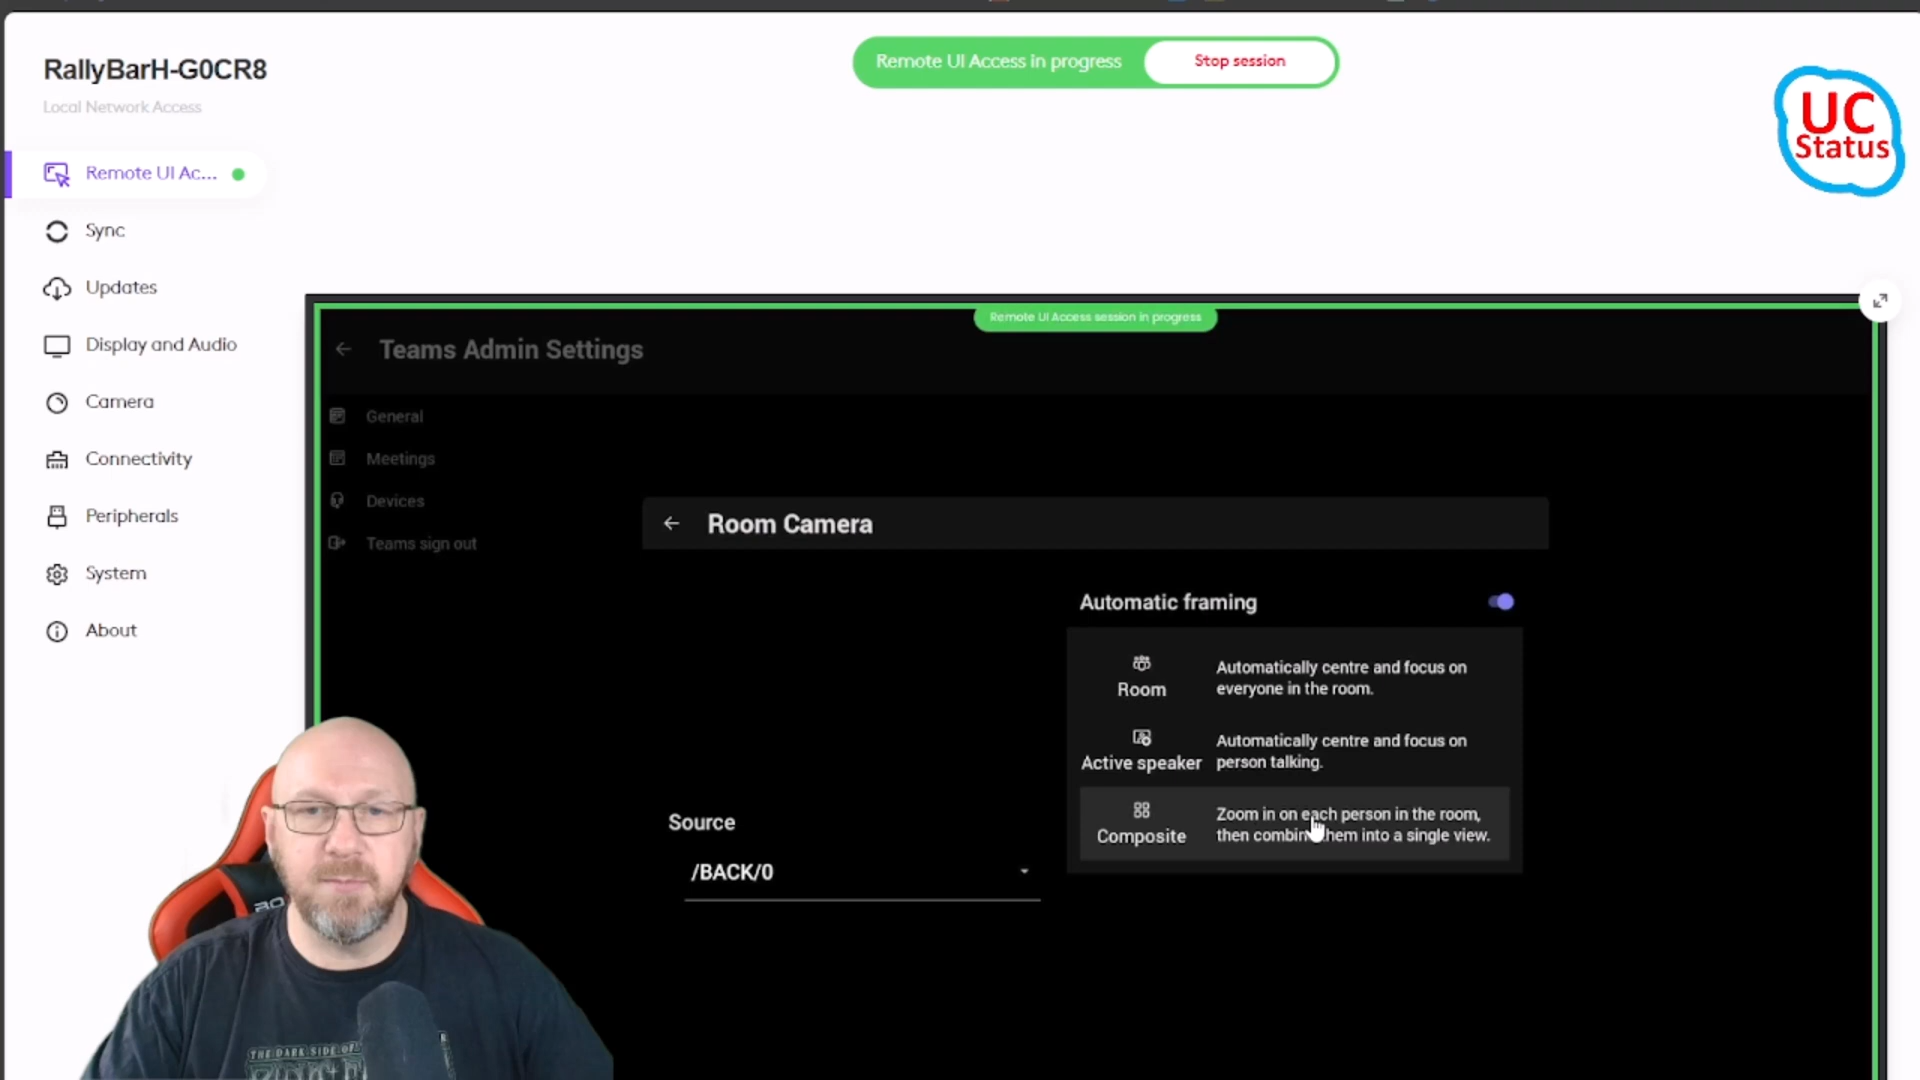 RallyBarH-G0CR8
Local Network Access
Remote UI Access in progress
Stop session
UC
Status
Remote UI Ac...
Sync
Updates
Display and Audio
Camera
Connectivity
Peripherals
System
About
Remote UI Access session in progress
Teams Admin Settings
General
Meetings
Devices
Teams sign out
Room Camera
Automatic framing
Room
Automatically centre and focus on
everyone in the room.
Active speaker
Automatically centre and focus on
person talking.
Composite
Zoom in on each person in the room,
then combine them into a single view.
Source
/BACK/0
THE DARK SIDE OF